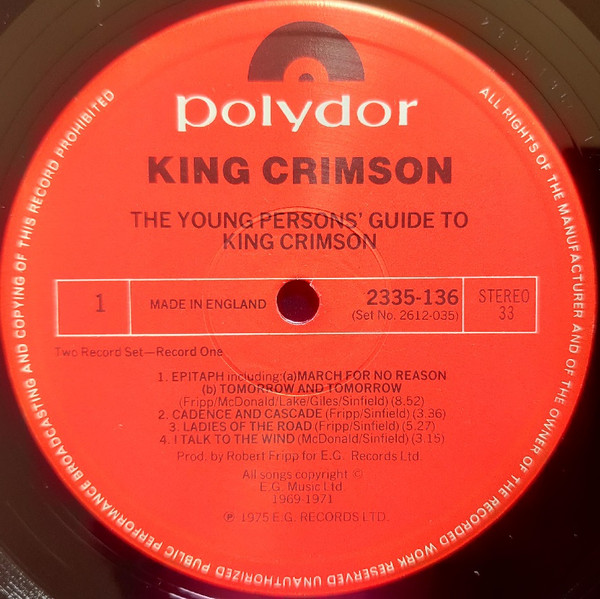 polydor
KING CRIMSON
THE YOUNG PERSONS' GUIDE TO
KING CRIMSON
1
MADE IN ENGLAND
2335-136
(Set No. 2612-035)
STEREO
33
Two Record Set—Record One
1. EPITAPH including:(a)MARCH FOR NO REASON
(b) TOMORROW AND TOMORROW
(Fripp/McDonald/Lake/Giles/Sinfield) (8.52)
2. CADENCE AND CASCADE (Fripp/Sinfield) (3.36)
3. LADIES OF THE ROAD (Fripp/Sinfield) (5.27)
4. I TALK TO THE WIND (McDonald/Sinfield) (3.15)
Prod. by Robert Fripp for E.G. Records Ltd.
All songs copyright ©
E.G. Music Ltd.
1969-1971
℗ 1975 E.G. RECORDS LTD.
ALL RIGHTS OF THE MANUFACTURER AND OF THE OWNER OF THE RECORDED WORK RESERVED UNAUTHORIZED PUBLIC PERFORMANCE BROADCASTING AND COPYING OF THIS RECORD PROHIBITED